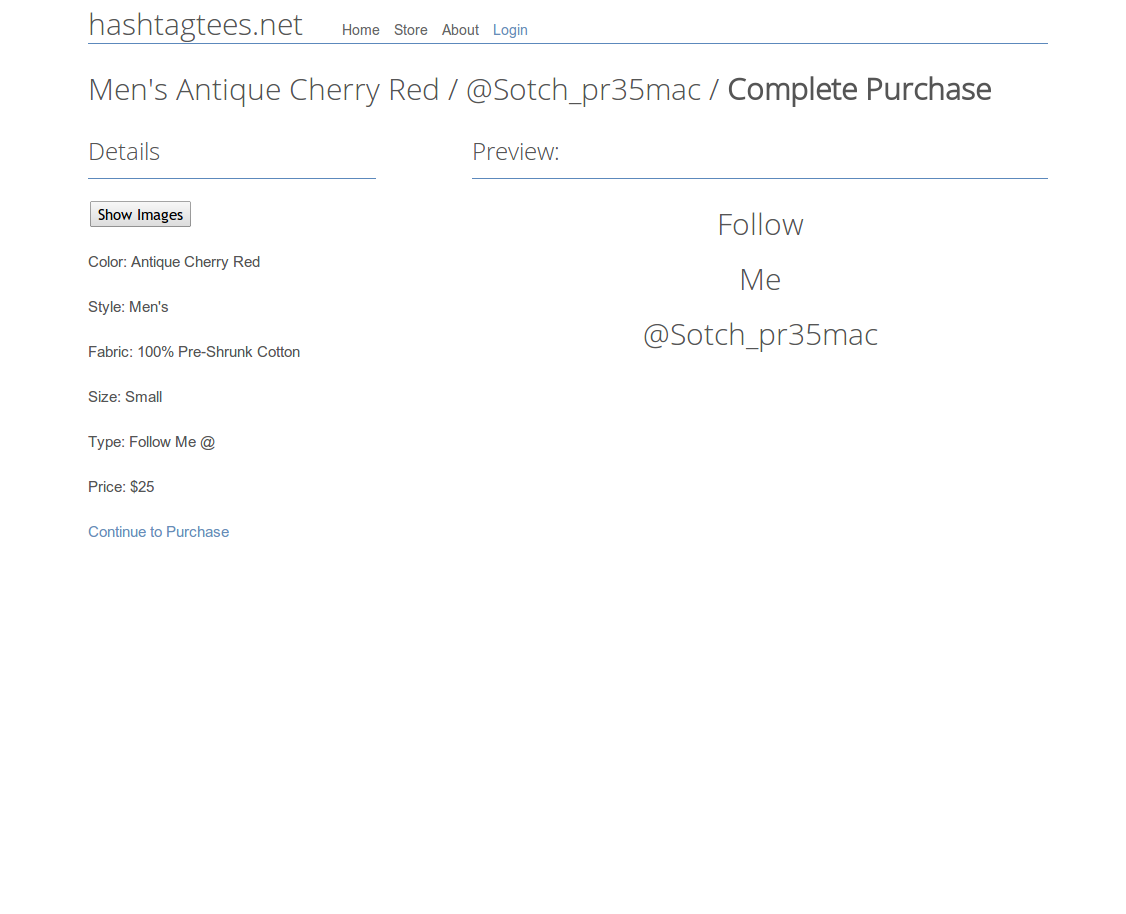 hashtagtees.net Home Store About Login
Men's Antique Cherry Red / @Sotch_pr35mac / Complete Purchase
Details
Show Images
Color: Antique Cherry Red
Style: Men's
Fabric: 100% Pre-Shrunk Cotton
Size: Small
Type: Follow Me @
Price: $25
Continue to Purchase
Preview:
Follow
Me
@Sotch_pr35mac